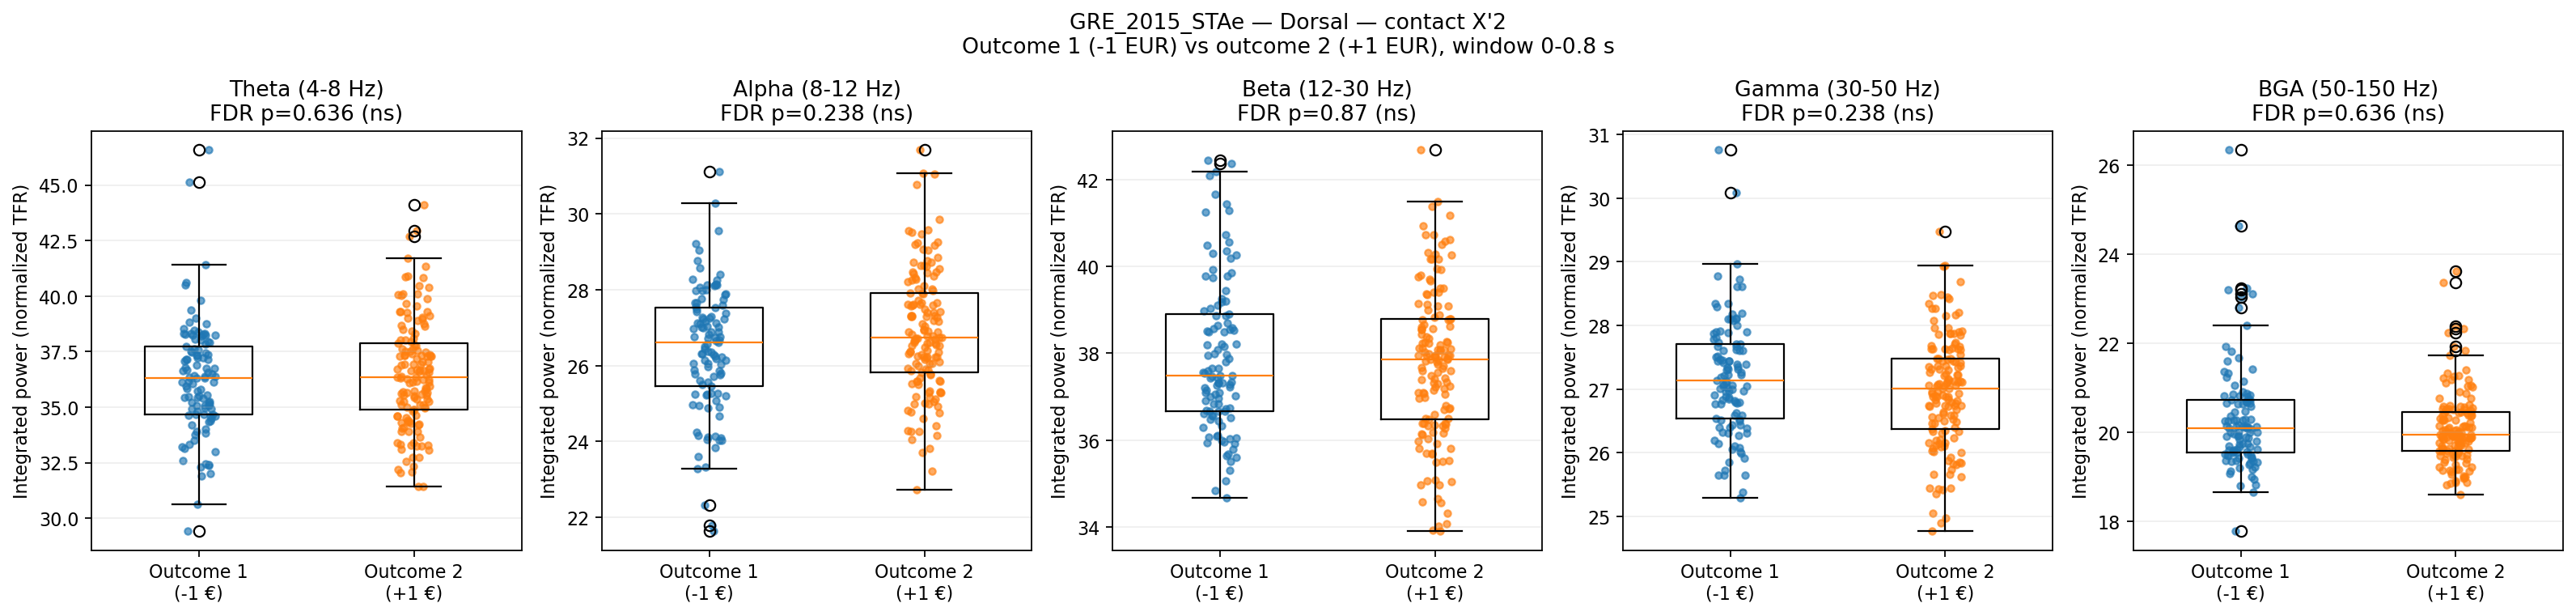 GRE_2015_STAe — Dorsal — contact X'2
Outcome 1 (-1 EUR) vs outcome 2 (+1 EUR), window 0-0.8 s
Theta (4-8 Hz)
FDR p=0.636 (ns)
Integrated power (normalized TFR)
45.0
42.5
40.0
37.5
35.0
32.5
30.0
Outcome 1
(-1 €)
Outcome 2
(+1 €)
Alpha (8-12 Hz)
FDR p=0.238 (ns)
Integrated power (normalized TFR)
32
30
28
26
24
22
Outcome 1
(-1 €)
Outcome 2
(+1 €)
Beta (12-30 Hz)
FDR p=0.87 (ns)
Integrated power (normalized TFR)
42
40
38
36
34
Outcome 1
(-1 €)
Outcome 2
(+1 €)
Gamma (30-50 Hz)
FDR p=0.238 (ns)
Integrated power (normalized TFR)
31
30
29
28
27
26
25
Outcome 1
(-1 €)
Outcome 2
(+1 €)
BGA (50-150 Hz)
FDR p=0.636 (ns)
Integrated power (normalized TFR)
26
24
22
20
18
Outcome 1
(-1 €)
Outcome 2
(+1 €)